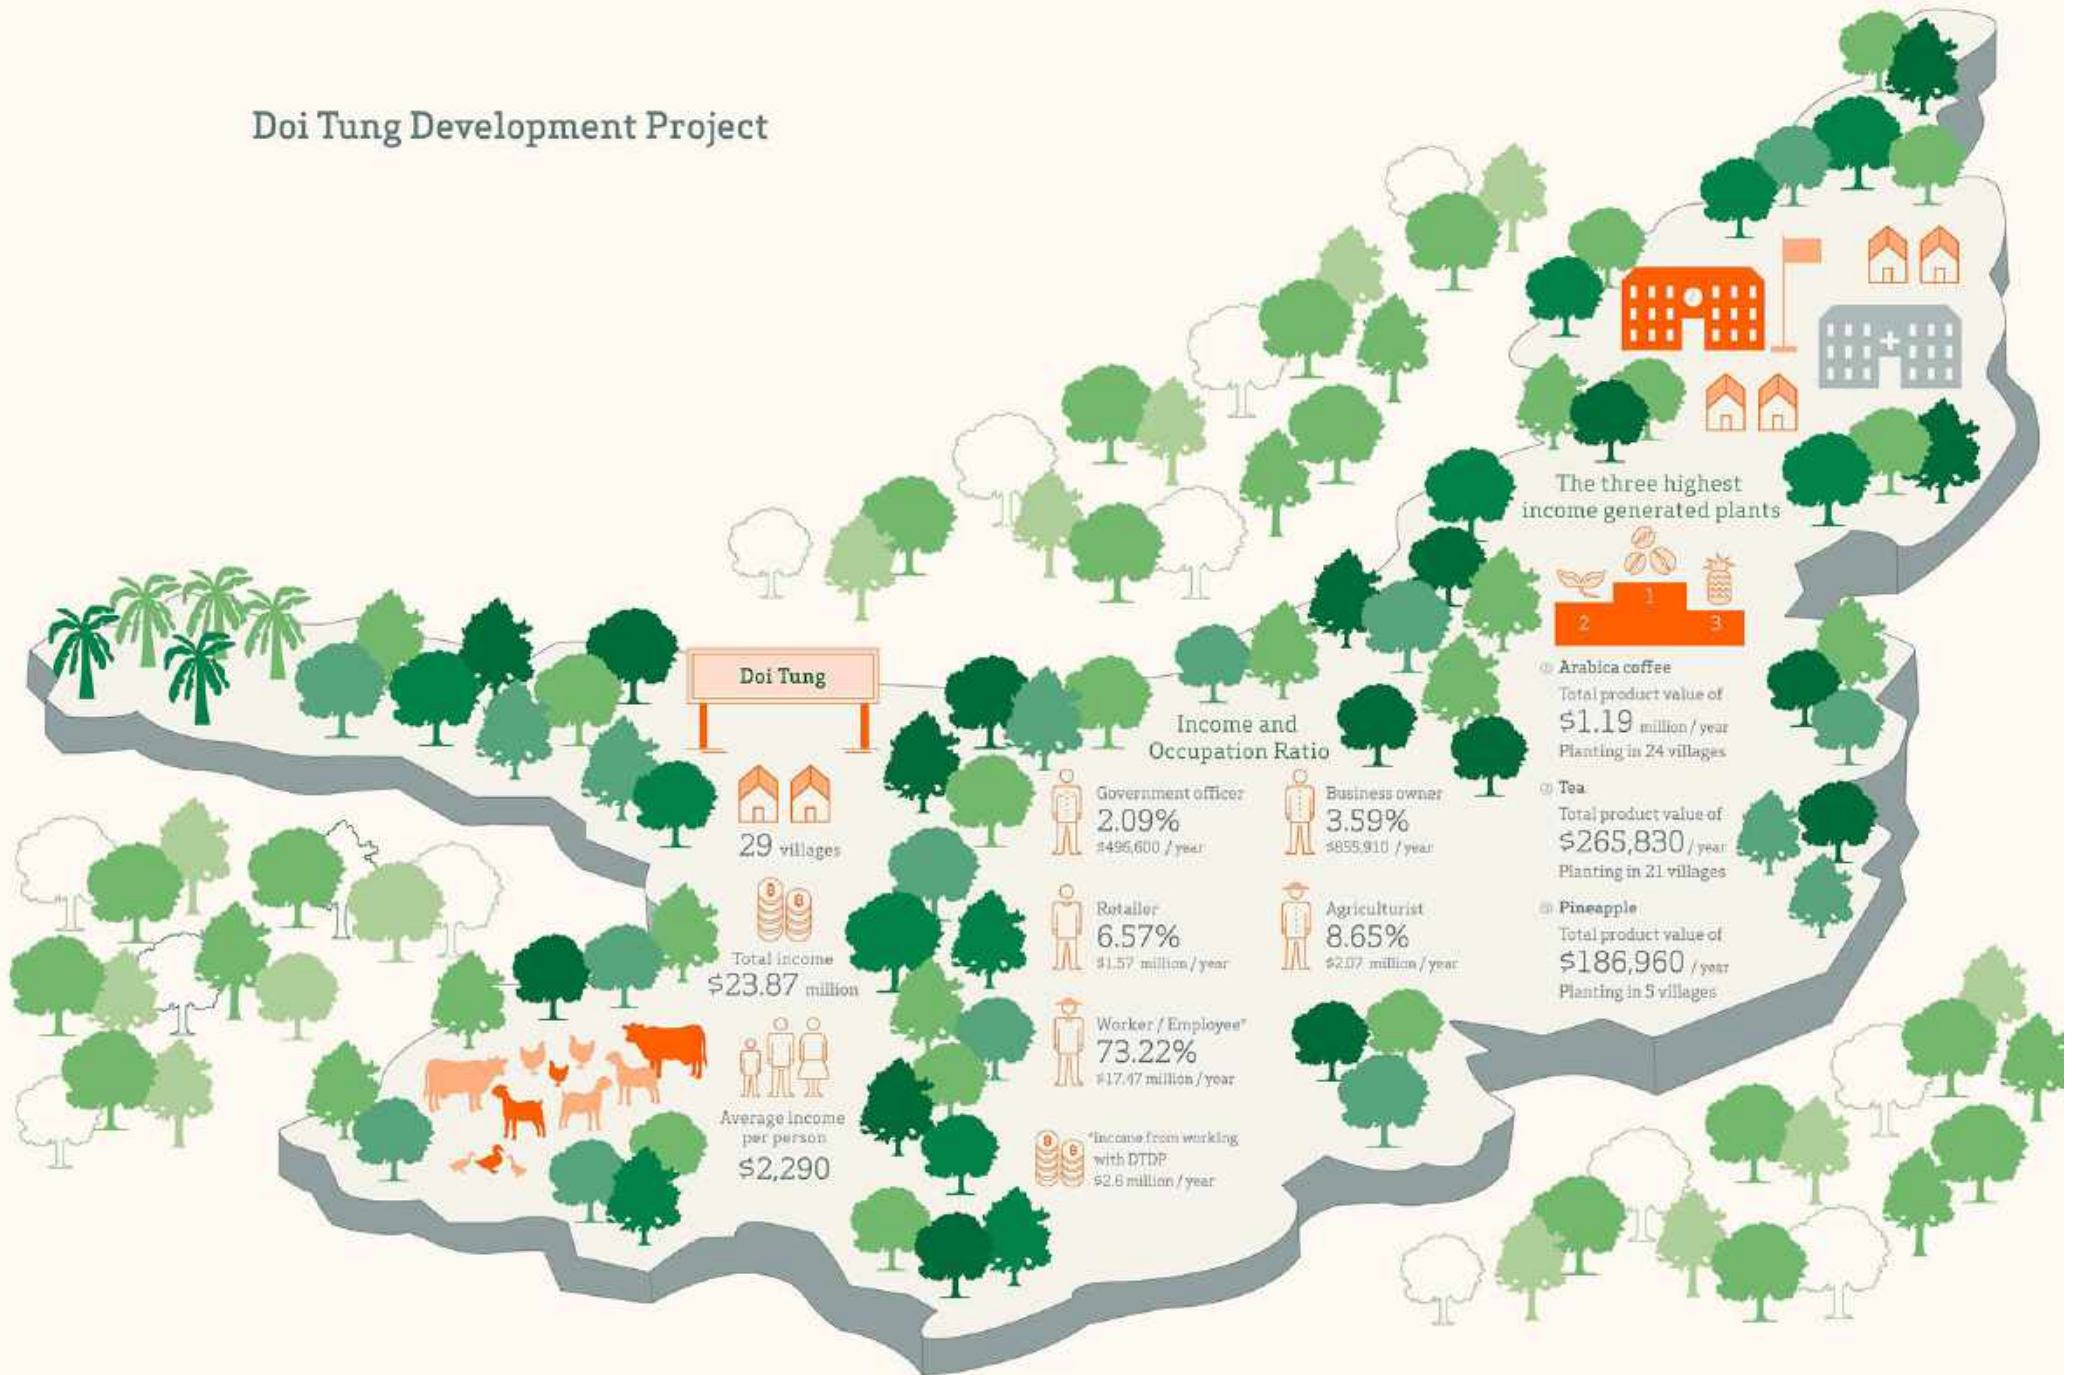 Doi Tung Development Project
Doi Tung
29 villages
Total income
$23.87 million
Average income
per person
$2,290
Income and
Occupation Ratio
Government officer
2.09%
$496,600 / year
Business owner
3.59%
$855,910 / year
Retailer
6.57%
$1.57 million / year
Agriculturist
8.65%
$2.07 million / year
Worker / Employee*
73.22%
$17.47 million / year
*Income from working
with DTDP
$2.6 million / year
The three highest
income generated plants
1
2
3
① Arabica coffee
Total product value of
$1.19 million / year
Planting in 24 villages
② Tea
Total product value of
$265,830 / year
Planting in 21 villages
③ Pineapple
Total product value of
$186,960 / year
Planting in 5 villages